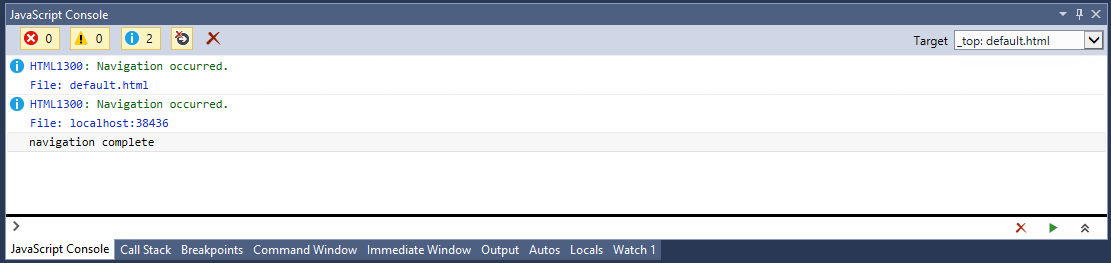 JavaScript Console
0 0 2 Target _top: default.html
HTML1300: Navigation occurred.
File: default.html
HTML1300: Navigation occurred.
File: localhost:38436
navigation complete
JavaScript Console Call Stack Breakpoints Command Window Immediate Window Output Autos Locals Watch 1